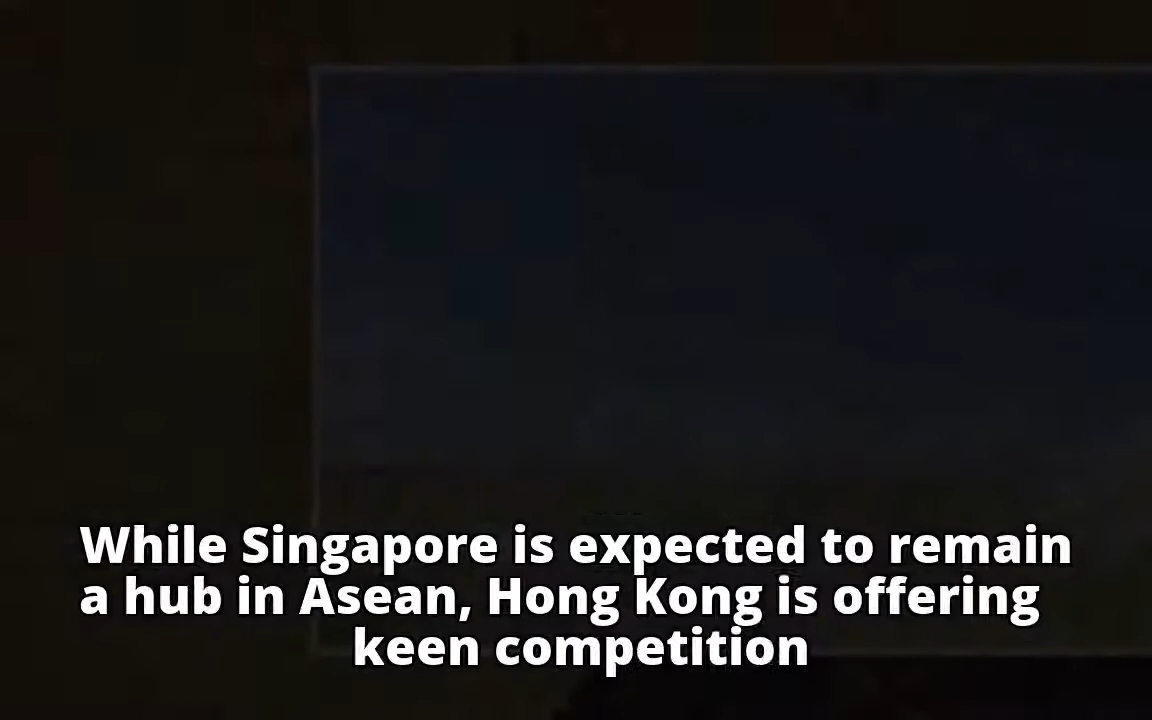 While Singapore is expected to remain
a hub in Asean, Hong Kong is offering
keen competition